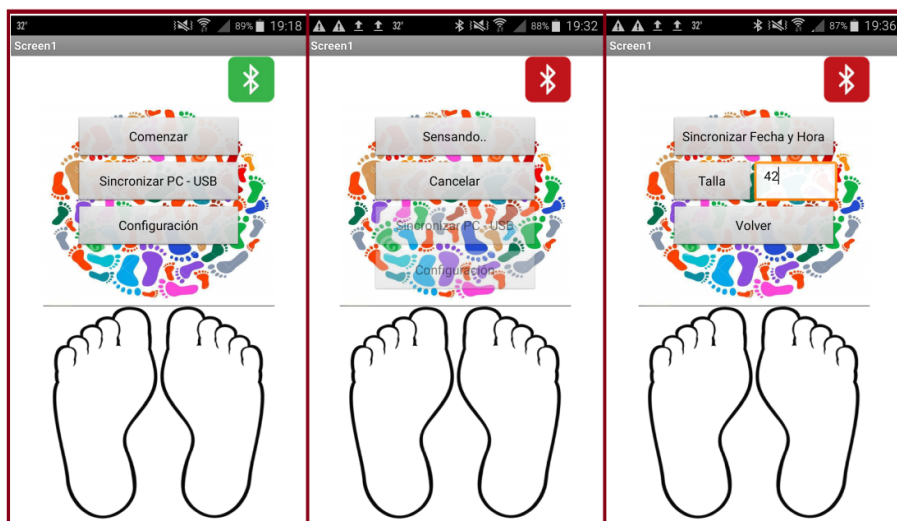 32° 89% 19:18
Screen1
Comenzar
Sincronizar PC - USB
Configuración
32° 88% 19:32
Screen1
Sensando..
Cancelar
Sincronizar PC - USB
Configuración
32° 87% 19:36
Screen1
Sincronizar Fecha y Hora
Talla 42
Volver